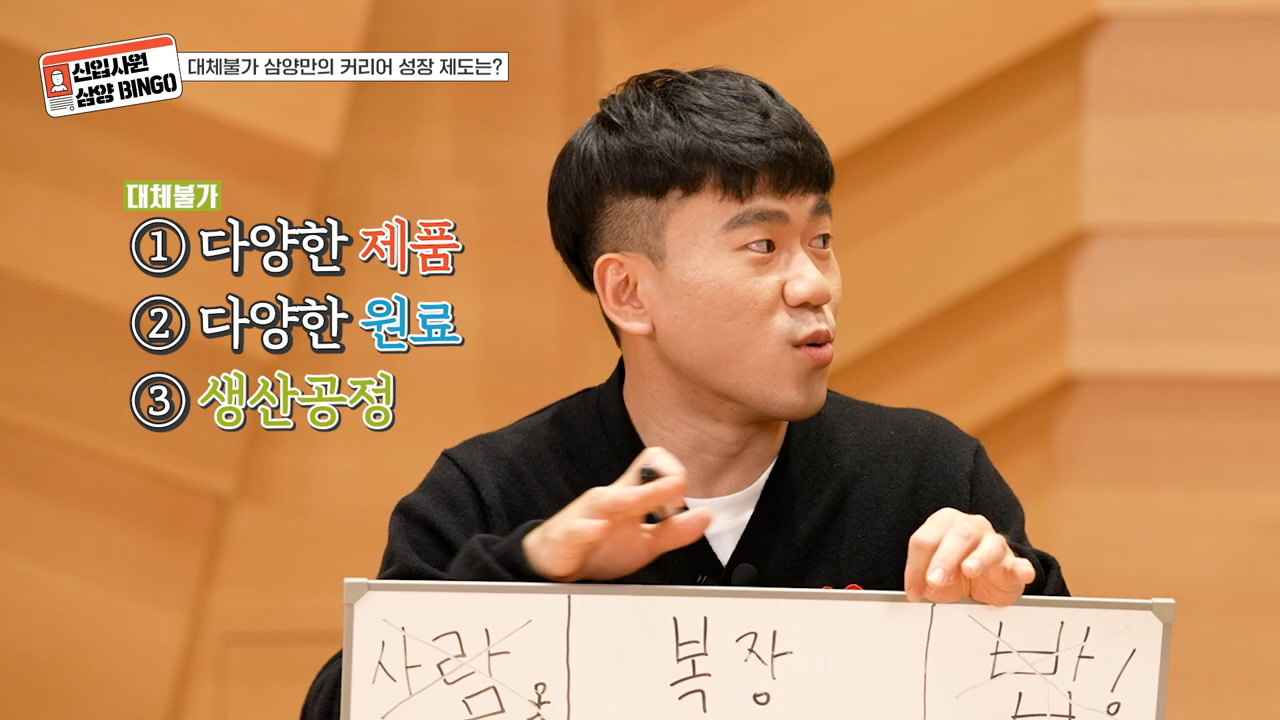 신입사원
삼양 BINGO
대체불가 삼양만의 커리어 성장 제도는?
대체불가
① 다양한 제품
② 다양한 원료
③ 생산공정
사람
복장
밥!